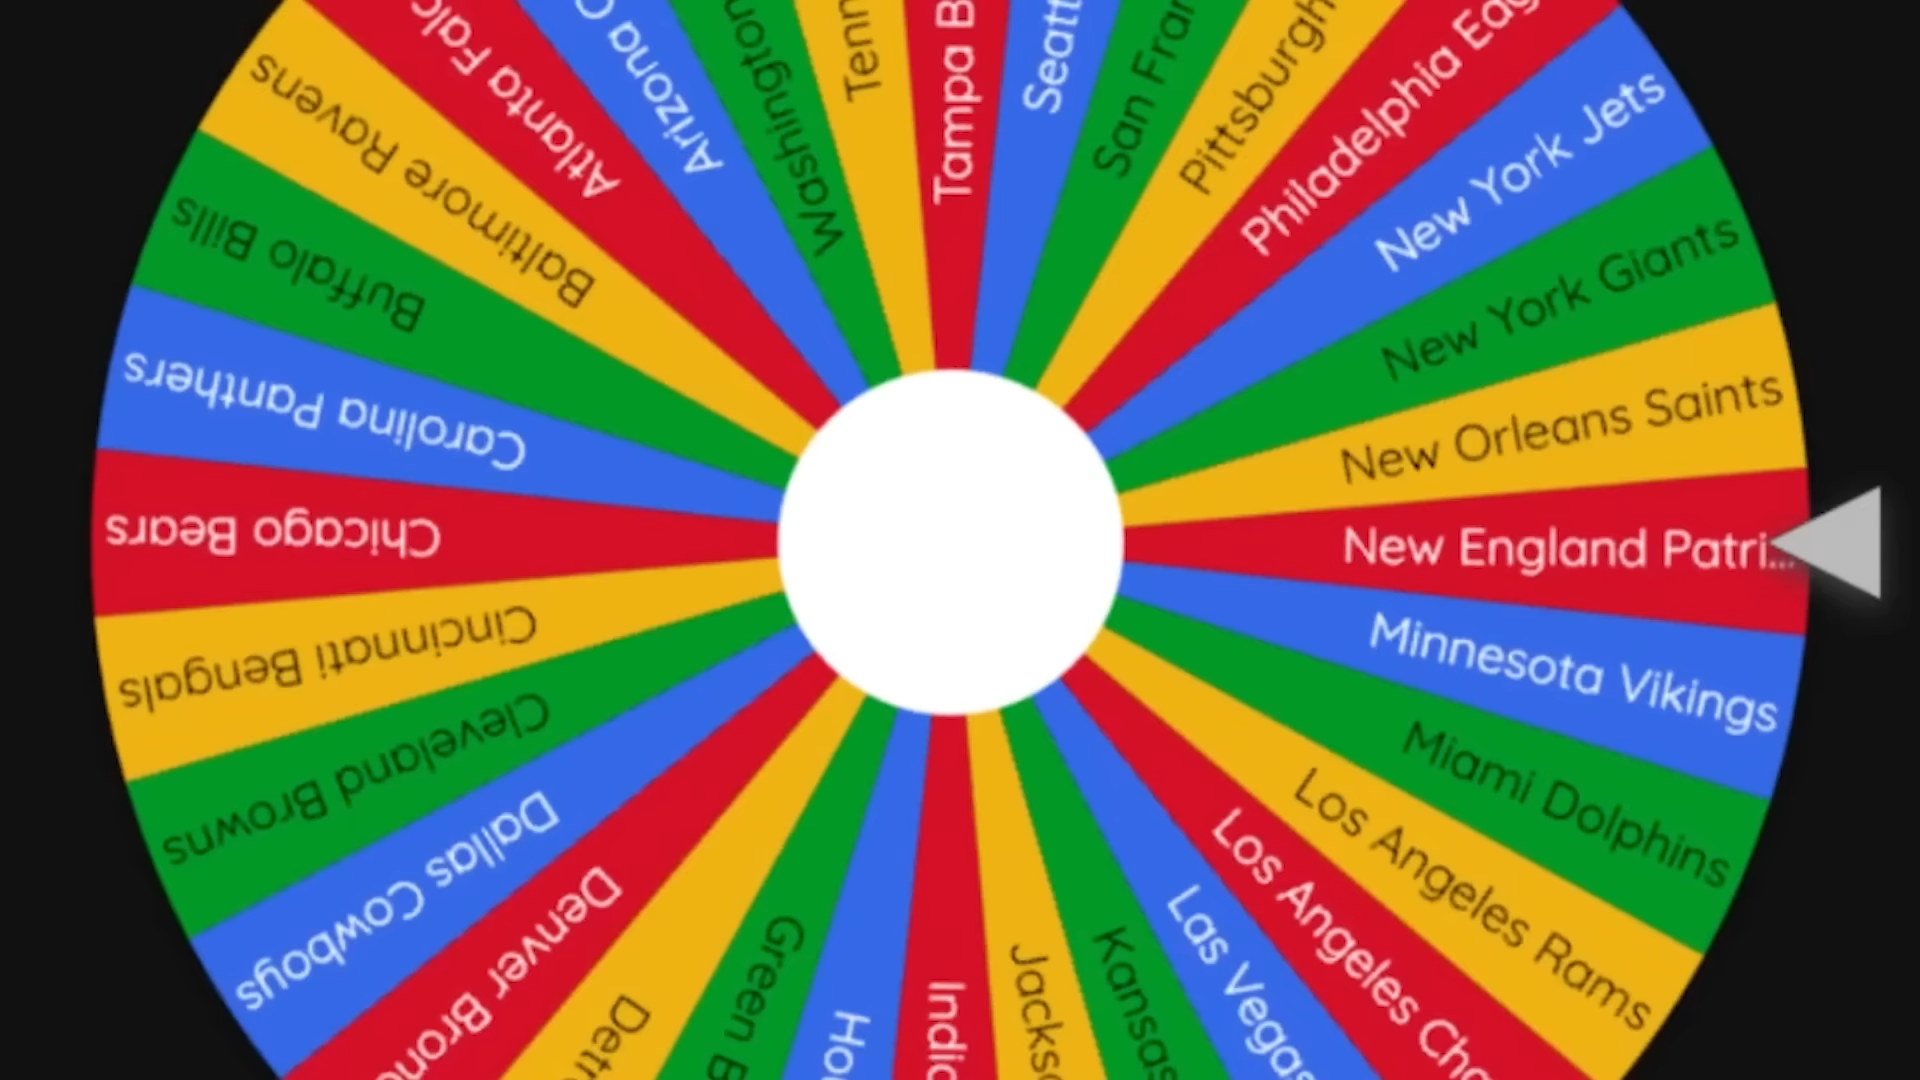 Arizona C
Atlanta Falc
Baltimore Ravens
Buffalo Bills
Carolina Panthers
Chicago Bears
Cincinnati Bengals
Cleveland Browns
Dallas Cowboys
Denver Bronc
Detr
Green B
Hou
Indic
Jackso
Kansas
Las Vegas
Los Angeles Cha
Los Angeles Rams
Miami Dolphins
Minnesota Vikings
New England Patri...
New Orleans Saints
New York Giants
New York Jets
Philadelphia Eag
Pittsburgh
San Fran
Seatt
Tampa B
Tenn
Washington